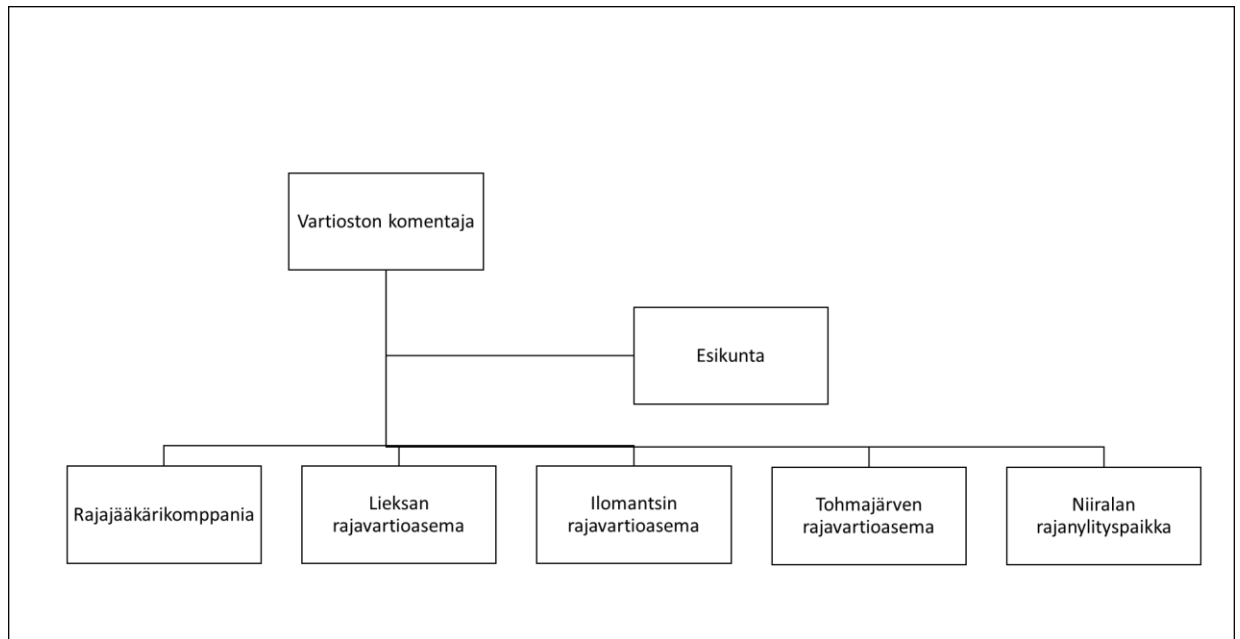 Vartioston komentaja
Esikunta
Rajajääkärikomppania
Lieksan
rajavartioasema
Ilomantsin
rajavartioasema
Tohmajärven
rajavartioasema
Niiralan
rajanylityspaikka